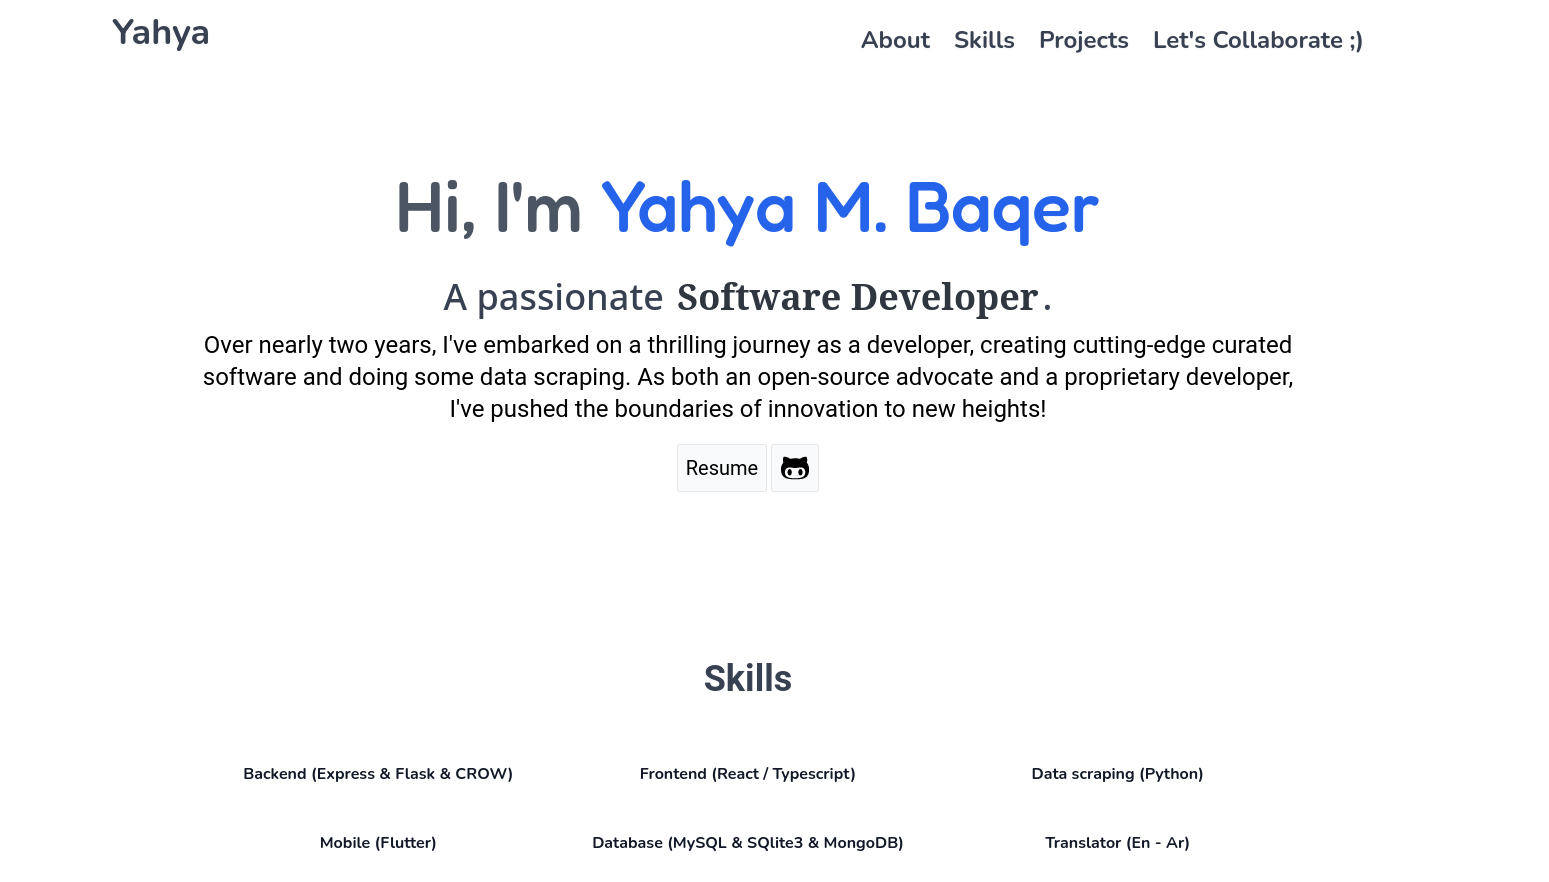 Yahya
About Skills Projects Let's Collaborate ;)
Hi, I'm Yahya M. Baqer
A passionate Software Developer.
Over nearly two years, I've embarked on a thrilling journey as a developer, creating cutting-edge curated
software and doing some data scraping. As both an open-source advocate and a proprietary developer,
I've pushed the boundaries of innovation to new heights!
Resume
Skills
Backend (Express & Flask & CROW)
Frontend (React / Typescript)
Data scraping (Python)
Mobile (Flutter)
Database (MySQL & SQlite3 & MongoDB)
Translator (En - Ar)